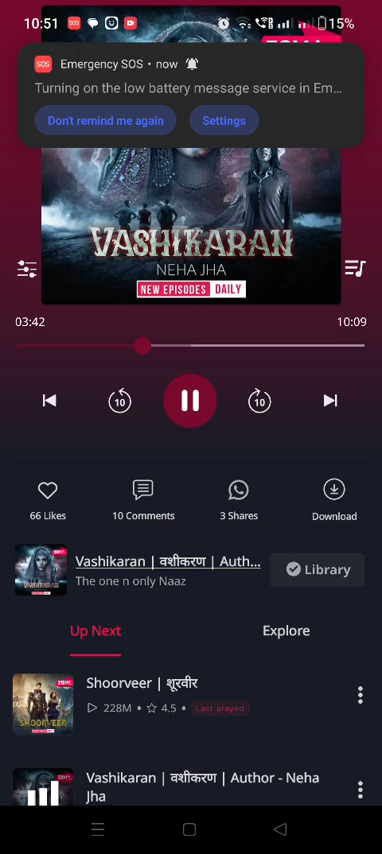 10:51 SOS 15%
SOS Emergency SOS • now
Turning on the low battery message service in Em...
Don't remind me again Settings
VASHIKARAN
NEHA JHA
NEW EPISODES DAILY
03:42 10:09
10 10
66 Likes 10 Comments 3 Shares Download
Vashikaran | वशीकरण | Auth...
The one n only Naaz
Library
Up Next Explore
SHOORVEER
Shoorveer | शूरवीर
228M • 4.5 • Last played
Vashikaran | वशीकरण | Author - Neha
Jha